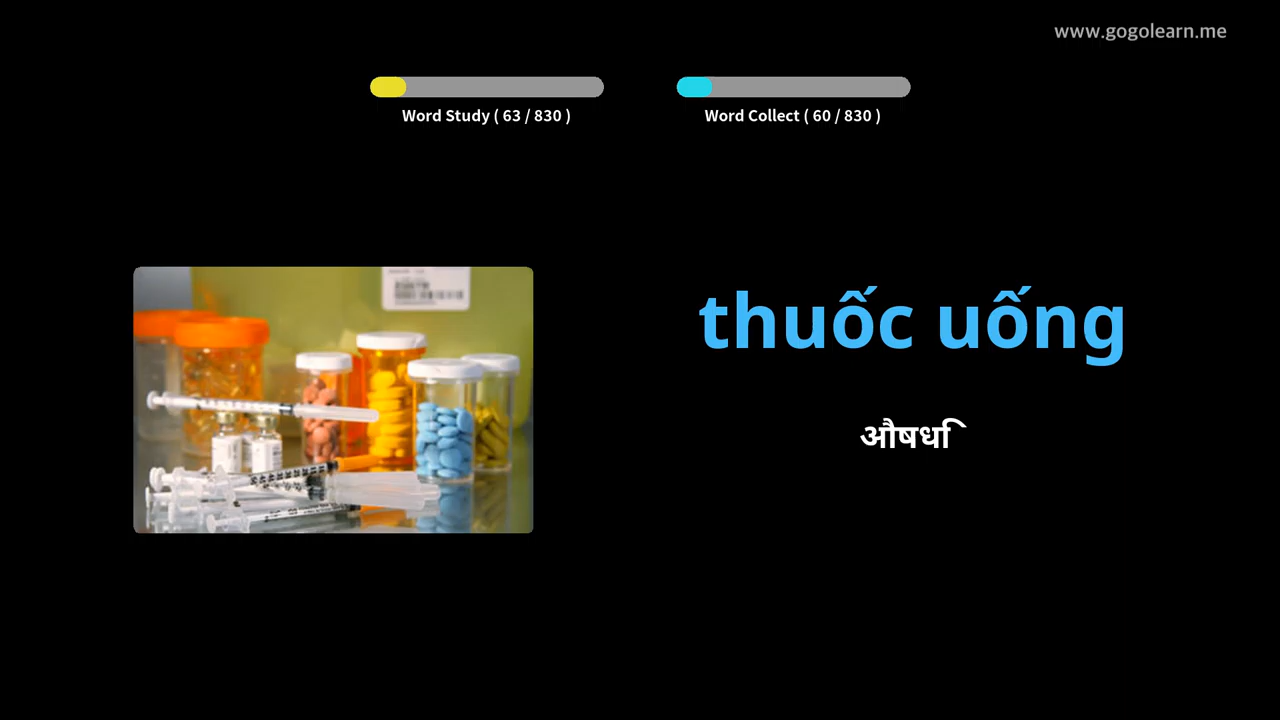 www.gogolearn.me
Word Study ( 63 / 830 )
Word Collect ( 60 / 830 )
thuốc uống
औषधि